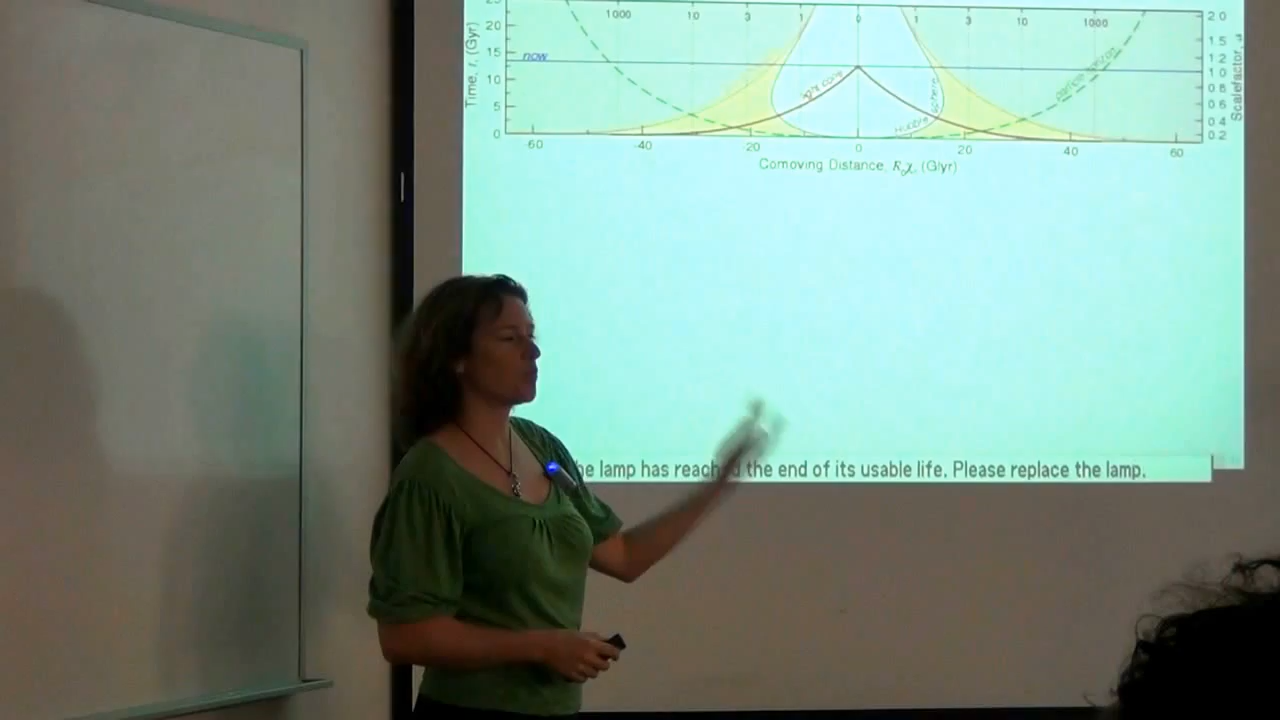 25 1000 10 3 1 0 1 3 10 1000 2.0
20 1.5
now
15 1.2
10 light cone Hubble sphere particle horizon 1.0
0.8
5 0.6
0.4
0 0.2
Time, t, (Gyr)
Scalefactor, a
-60 -40 -20 0 20 40 60
Comoving Distance, R₀χ, (Glyr)
he lamp has reached the end of its usable life. Please replace the lamp.